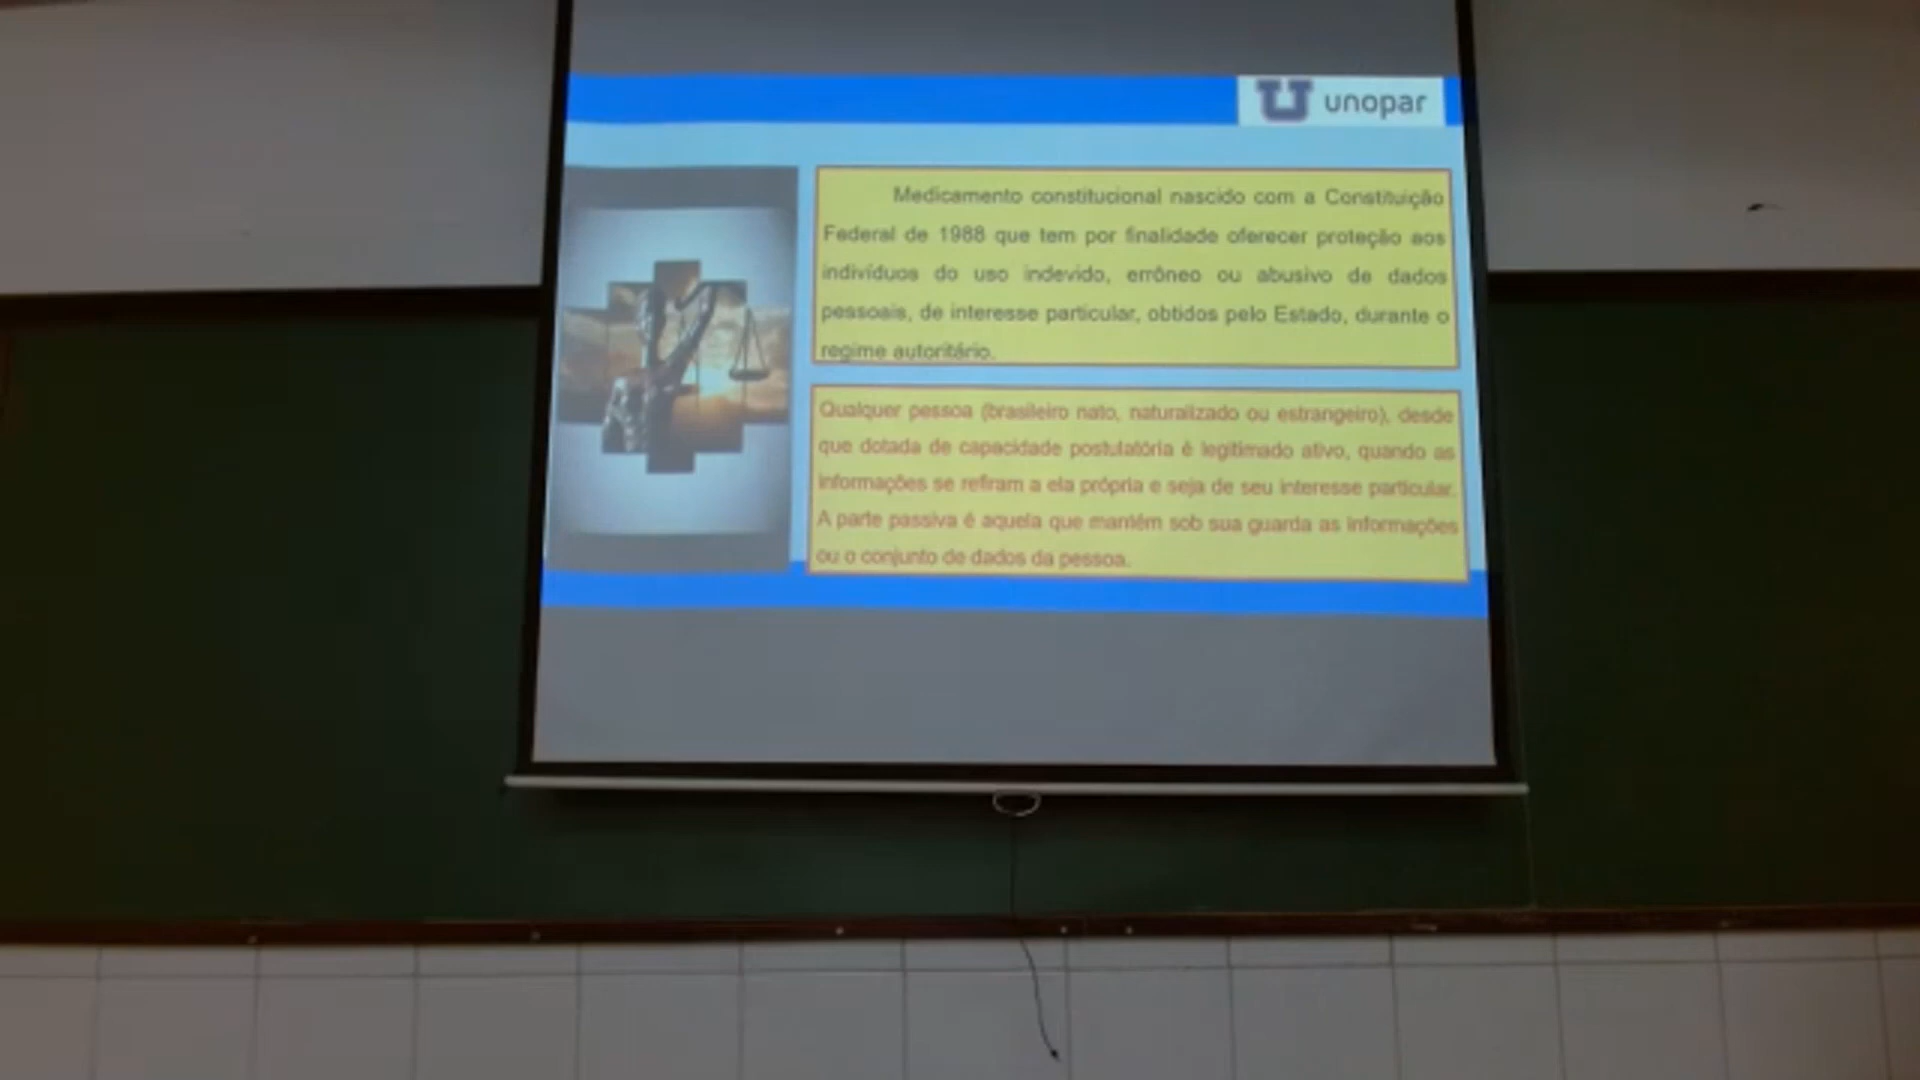 unopar
Medicamento constitucional nascido com a Constituição
Federal de 1988 que tem por finalidade oferecer proteção aos
indivíduos do uso indevido, errôneo ou abusivo de dados
pessoais, de interesse particular, obtidos pelo Estado, durante o
regime autoritário.
Qualquer pessoa (brasileiro nato, naturalizado ou estrangeiro), desde
que dotada de capacidade postulatória é legitimado ativo, quando as
informações se refiram a ela própria e seja de seu interesse particular.
A parte passiva é aquela que mantém sob sua guarda as informações
ou o conjunto de dados da pessoa.